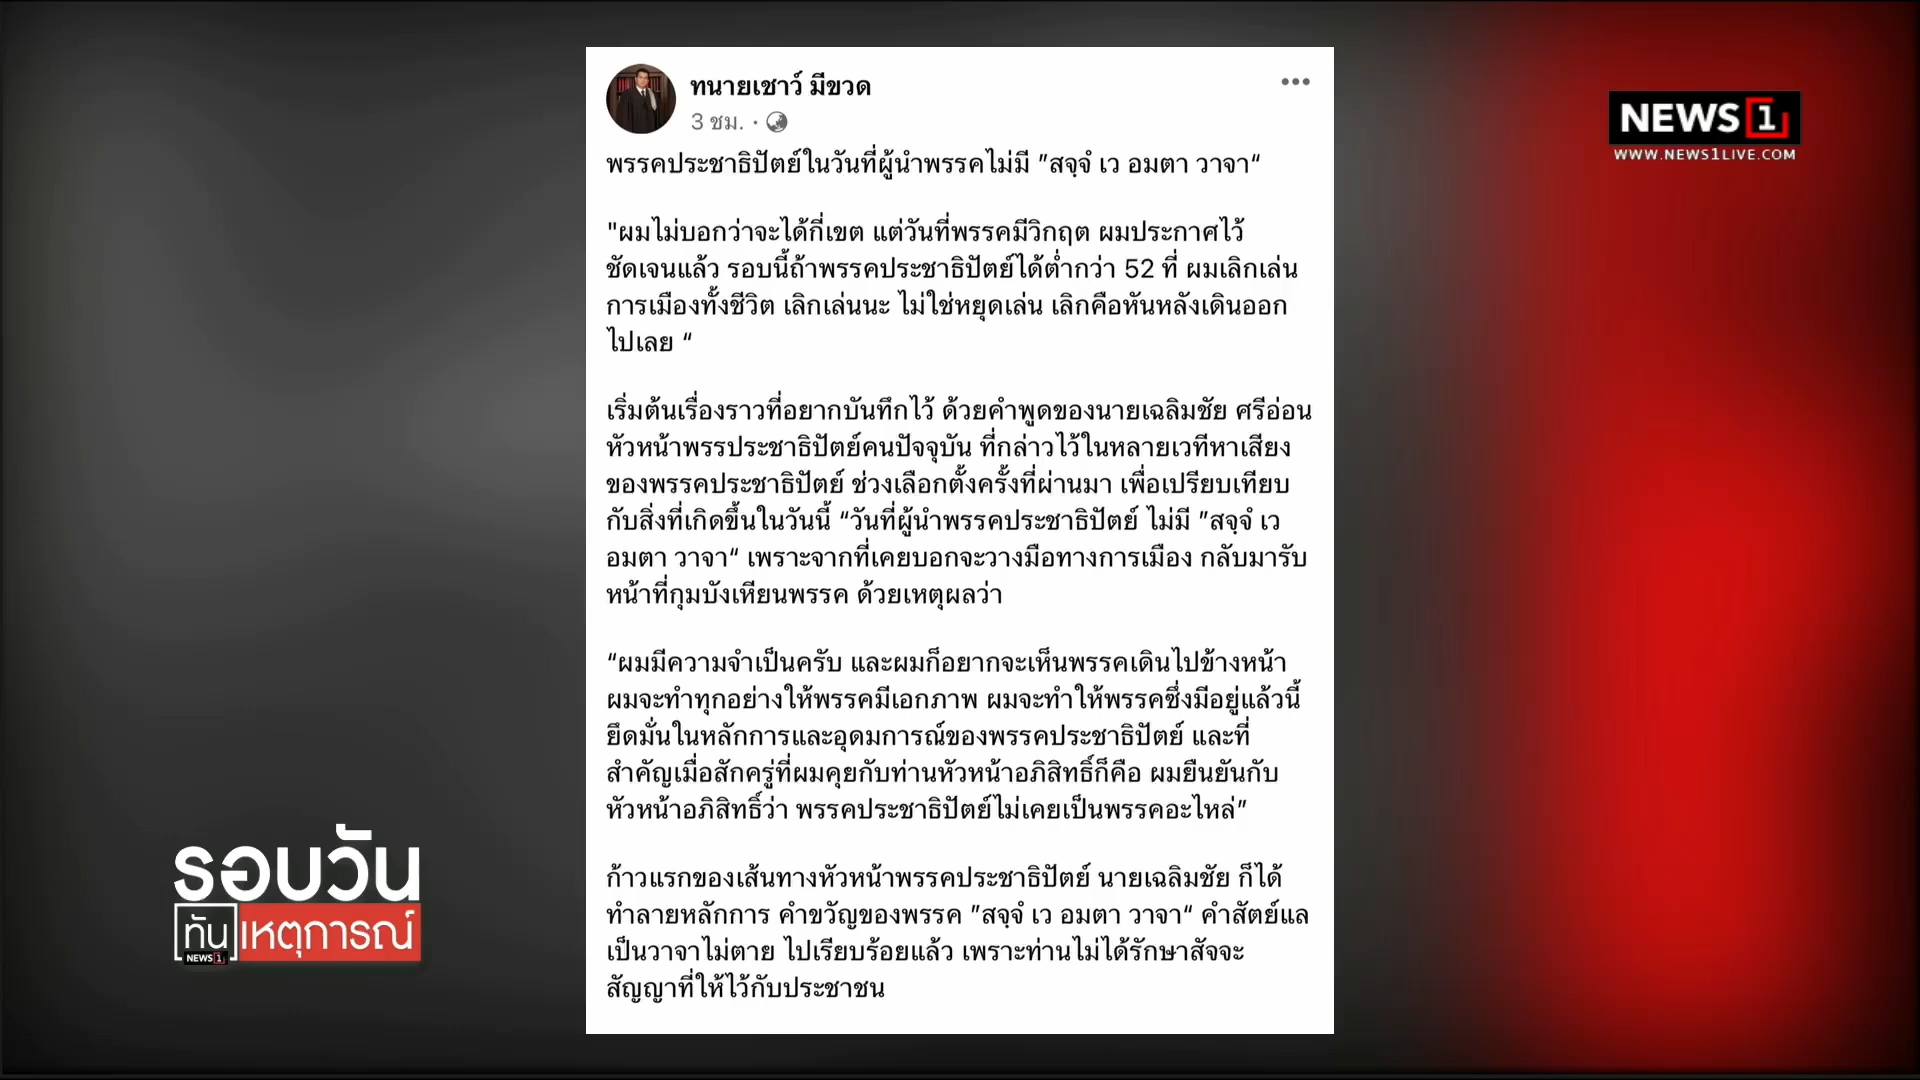 ทนายเชาว์ มีขวด
3 ชม. ·
พรรคประชาธิปัตย์ในวันที่ผู้นำพรรคไม่มี ”สจฺจํ เว อมตา วาจา“
"ผมไม่บอกว่าจะได้กี่เขต แต่วันที่พรรคมีวิกฤต ผมประกาศไว้
ชัดเจนแล้ว รอบนี้ถ้าพรรคประชาธิปัตย์ได้ต่ำกว่า 52 ที่ ผมเลิกเล่น
การเมืองทั้งชีวิต เลิกเล่นนะ ไม่ใช่หยุดเล่น เลิกคือหันหลังเดินออก
ไปเลย “
เริ่มต้นเรื่องราวที่อยากบันทึกไว้ ด้วยคำพูดของนายเฉลิมชัย ศรีอ่อน
หัวหน้าพรรประชาธิปัตย์คนปัจจุบัน ที่กล่าวไว้ในหลายเวทีหาเสียง
ของพรรคประชาธิปัตย์ ช่วงเลือกตั้งครั้งที่ผ่านมา เพื่อเปรียบเทียบ
กับสิ่งที่เกิดขึ้นในวันนี้ “วันที่ผู้นำพรรคประชาธิปัตย์ ไม่มี ”สจฺจํ เว
อมตา วาจา“ เพราะจากที่เคยบอกจะวางมือทางการเมือง กลับมารับ
หน้าที่กุมบังเหียนพรรค ด้วยเหตุผลว่า
“ผมมีความจำเป็นครับ และผมก็อยากจะเห็นพรรคเดินไปข้างหน้า
ผมจะทำทุกอย่างให้พรรคมีเอกภาพ ผมจะทำให้พรรคซึ่งมีอยู่แล้วนี้
ยึดมั่นในหลักการและอุดมการณ์ของพรรคประชาธิปัตย์ และที่
สำคัญเมื่อสักครู่ที่ผมคุยกับท่านหัวหน้าอภิสิทธิ์ก็คือ ผมยืนยันกับ
หัวหน้าอภิสิทธิ์ว่า พรรคประชาธิปัตย์ไม่เคยเป็นพรรคอะไหล่”
ก้าวแรกของเส้นทางหัวหน้าพรรคประชาธิปัตย์ นายเฉลิมชัย ก็ได้
ทำลายหลักการ คำขวัญของพรรค ”สจฺจํ เว อมตา วาจา“ คำสัตย์แล
เป็นวาจาไม่ตาย ไปเรียบร้อยแล้ว เพราะท่านไม่ได้รักษาสัจจะ
สัญญาที่ให้ไว้กับประชาชน
NEWS 1
WWW.NEWS1LIVE.COM
รอบวัน
ทัน เหตุการณ์
NEWS 1